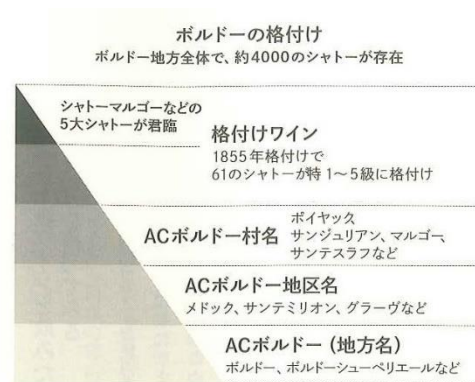 ボルドーの格付け
ボルドー地方全体で、約4000のシャトーが存在
シャトーマルゴーなどの
5大シャトーが君臨
格付けワイン
1855年格付けで
61のシャトーが特1〜5級に格付け
ACボルドー村名
ポイヤック
サンジュリアン、マルゴー、
サンテスラフなど
ACボルドー地区名
メドック、サンテミリオン、グラーヴなど
ACボルドー(地方名)
ボルドー、ボルドーシューペリエールなど